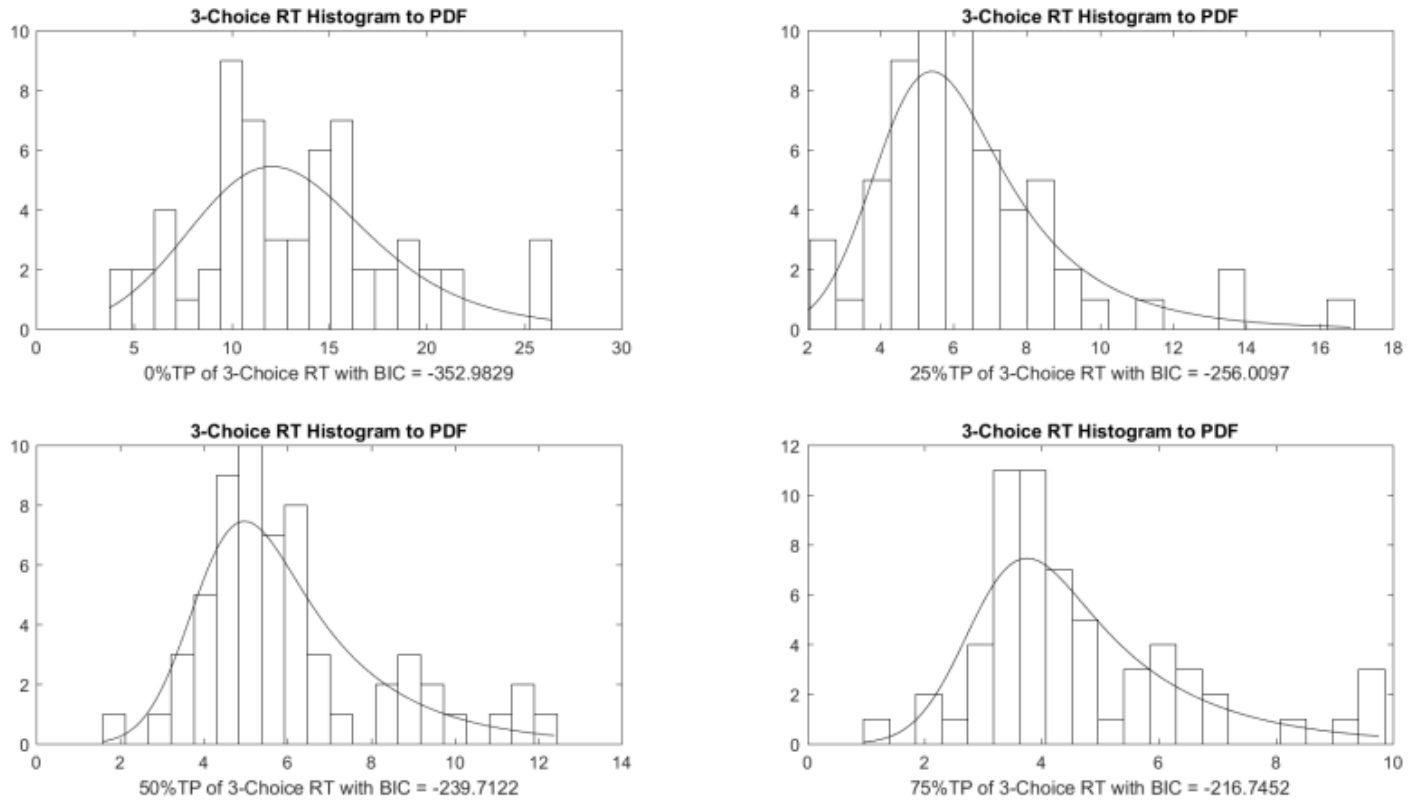 3-Choice RT Histogram to PDF
10
8
6
4
2
0
0 5 10 15 20 25 30
0%TP of 3-Choice RT with BIC = -352.9829
3-Choice RT Histogram to PDF
10
8
6
4
2
0
2 4 6 8 10 12 14 16 18
25%TP of 3-Choice RT with BIC = -256.0097
3-Choice RT Histogram to PDF
10
8
6
4
2
0
0 2 4 6 8 10 12 14
50%TP of 3-Choice RT with BIC = -239.7122
3-Choice RT Histogram to PDF
12
10
8
6
4
2
0
0 2 4 6 8 10
75%TP of 3-Choice RT with BIC = -216.7452